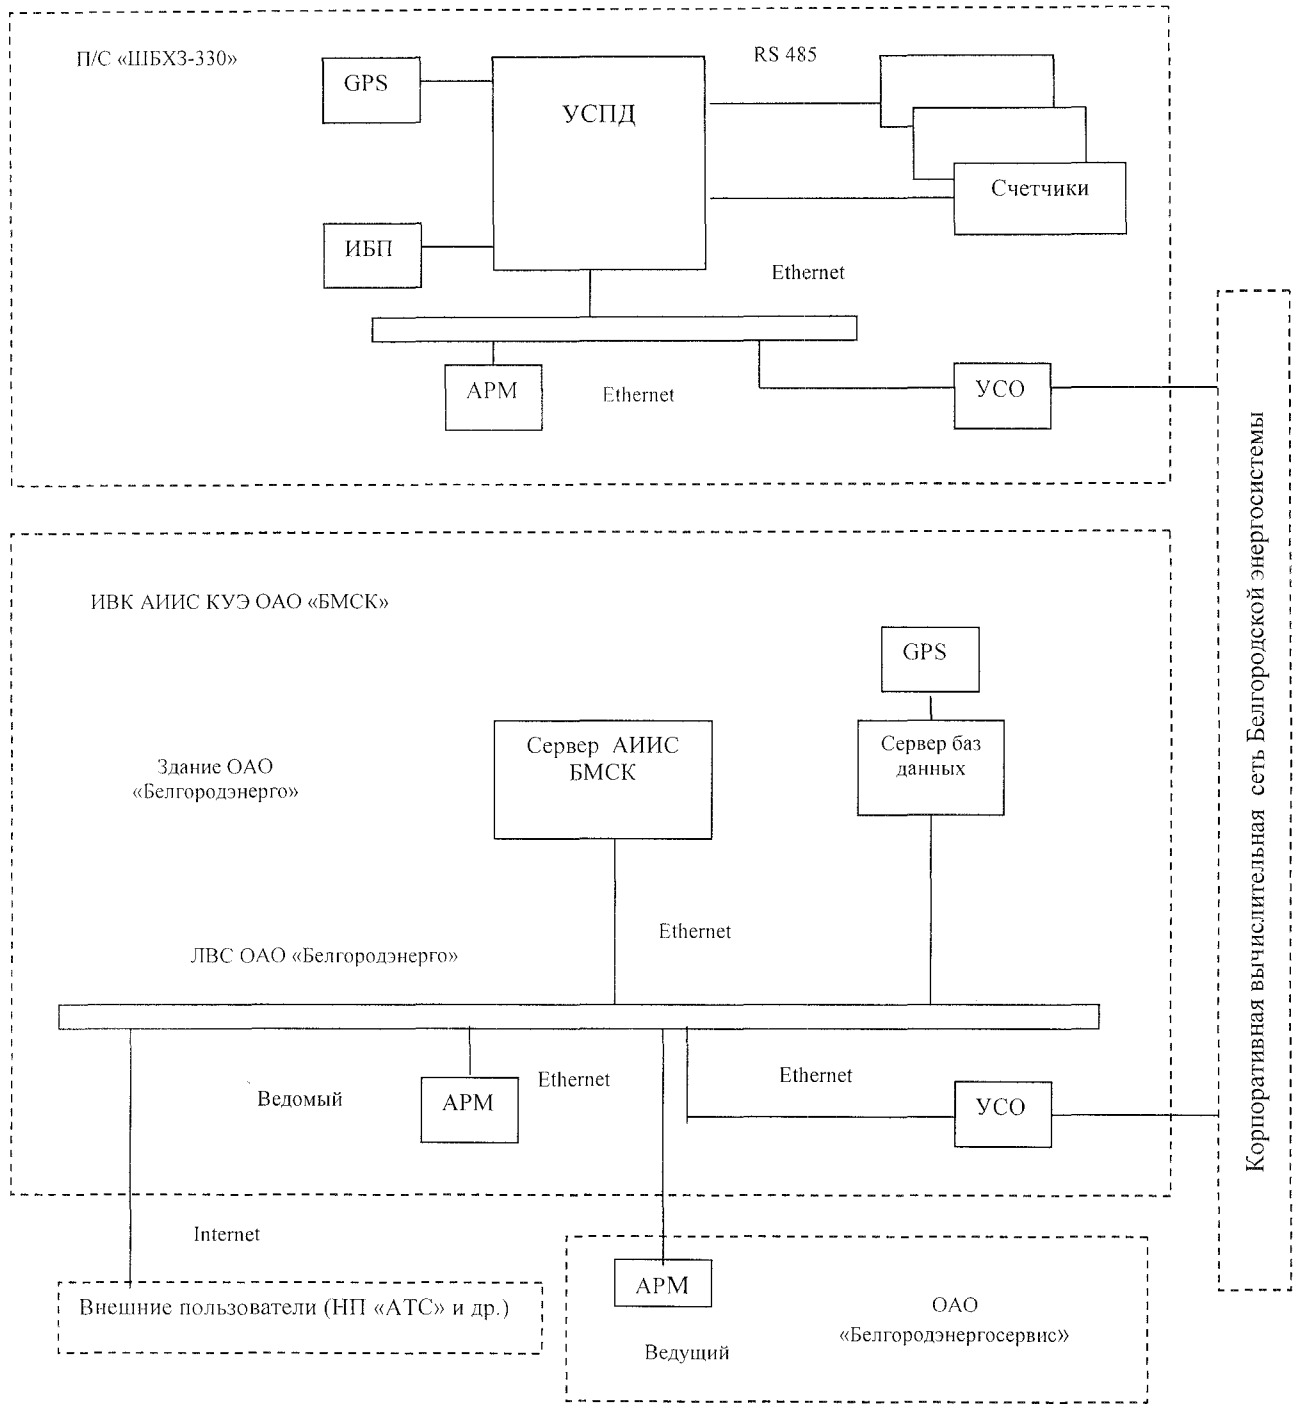 П/С «ШБХЗ-330»
GPS
УСПД
RS 485
Счетчики
ИБП
Ethernet
АРМ
Ethernet
УСО
Корпоративная вычислительная сеть Белгородской энергосистемы
ИВК АИИС КУЭ ОАО «БМСК»
GPS
Здание ОАО
«Белгородэнерго»
Сервер АИИС
БМСК
Сервер баз
данных
Ethernet
ЛВС ОАО «Белгородэнерго»
Ведомый
АРМ
Ethernet
Ethernet
УСО
Internet
Внешние пользователи (НП «АТС» и др.)
АРМ
Ведущий
ОАО
«Белгородэнергосервис»